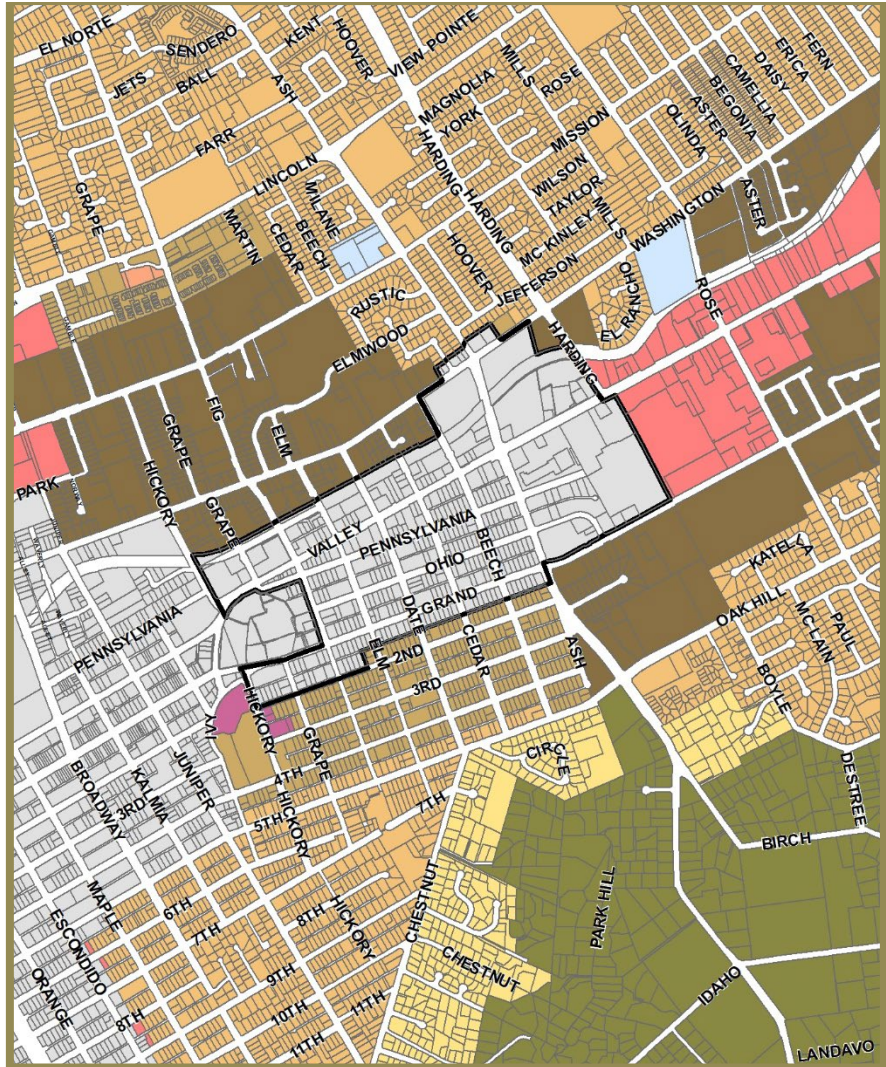 EL NORTE
SENDERO
KENT
HOOVER
VIEW POINTE
JETS
BALL
ASH
FARR
LINCOLN
MAGNOLIA
YORK
MILLS
ROSE
MISSION
FERN
ERICA
DAISY
CAMELLIA
BEGONIA
ASTER
OLINDA
GRAPE
MARTIN
CEDAR
BEECH
MILANE
HARDING
HARDING
WILSON
TAYLOR
MC KINLEY
MILLS
WASHINGTON
ASTER
HOOVER
JEFFERSON
EL RANCHO
ROSE
RUSTIC
ELMWOOD
HARDING
FIG
GRAPE
ELM
HICKORY
PARK
GRAPE
VALLEY
PENNSYLVANIA
OHIO
BEECH
GRAND
DATE
PENNSYLVANIA
ELM
2ND
CEDAR
ASH
KATELLA
OAK HILL
MC LAIN
PAUL
BOYLE
3RD
IVY
HICKORY
GRAPE
CIRCLE
DESTREE
BROADWAY
KALMIA
3RD
JUNIPER
4TH
5TH
HICKORY
7TH
BIRCH
MAPLE
6TH
7TH
8TH
HICKORY
CHESTNUT
CHESTNUT
PARK HILL
ESCONDIDO
ORANGE
8TH
9TH
10TH
11TH
11TH
IDAHO
LANDAVO